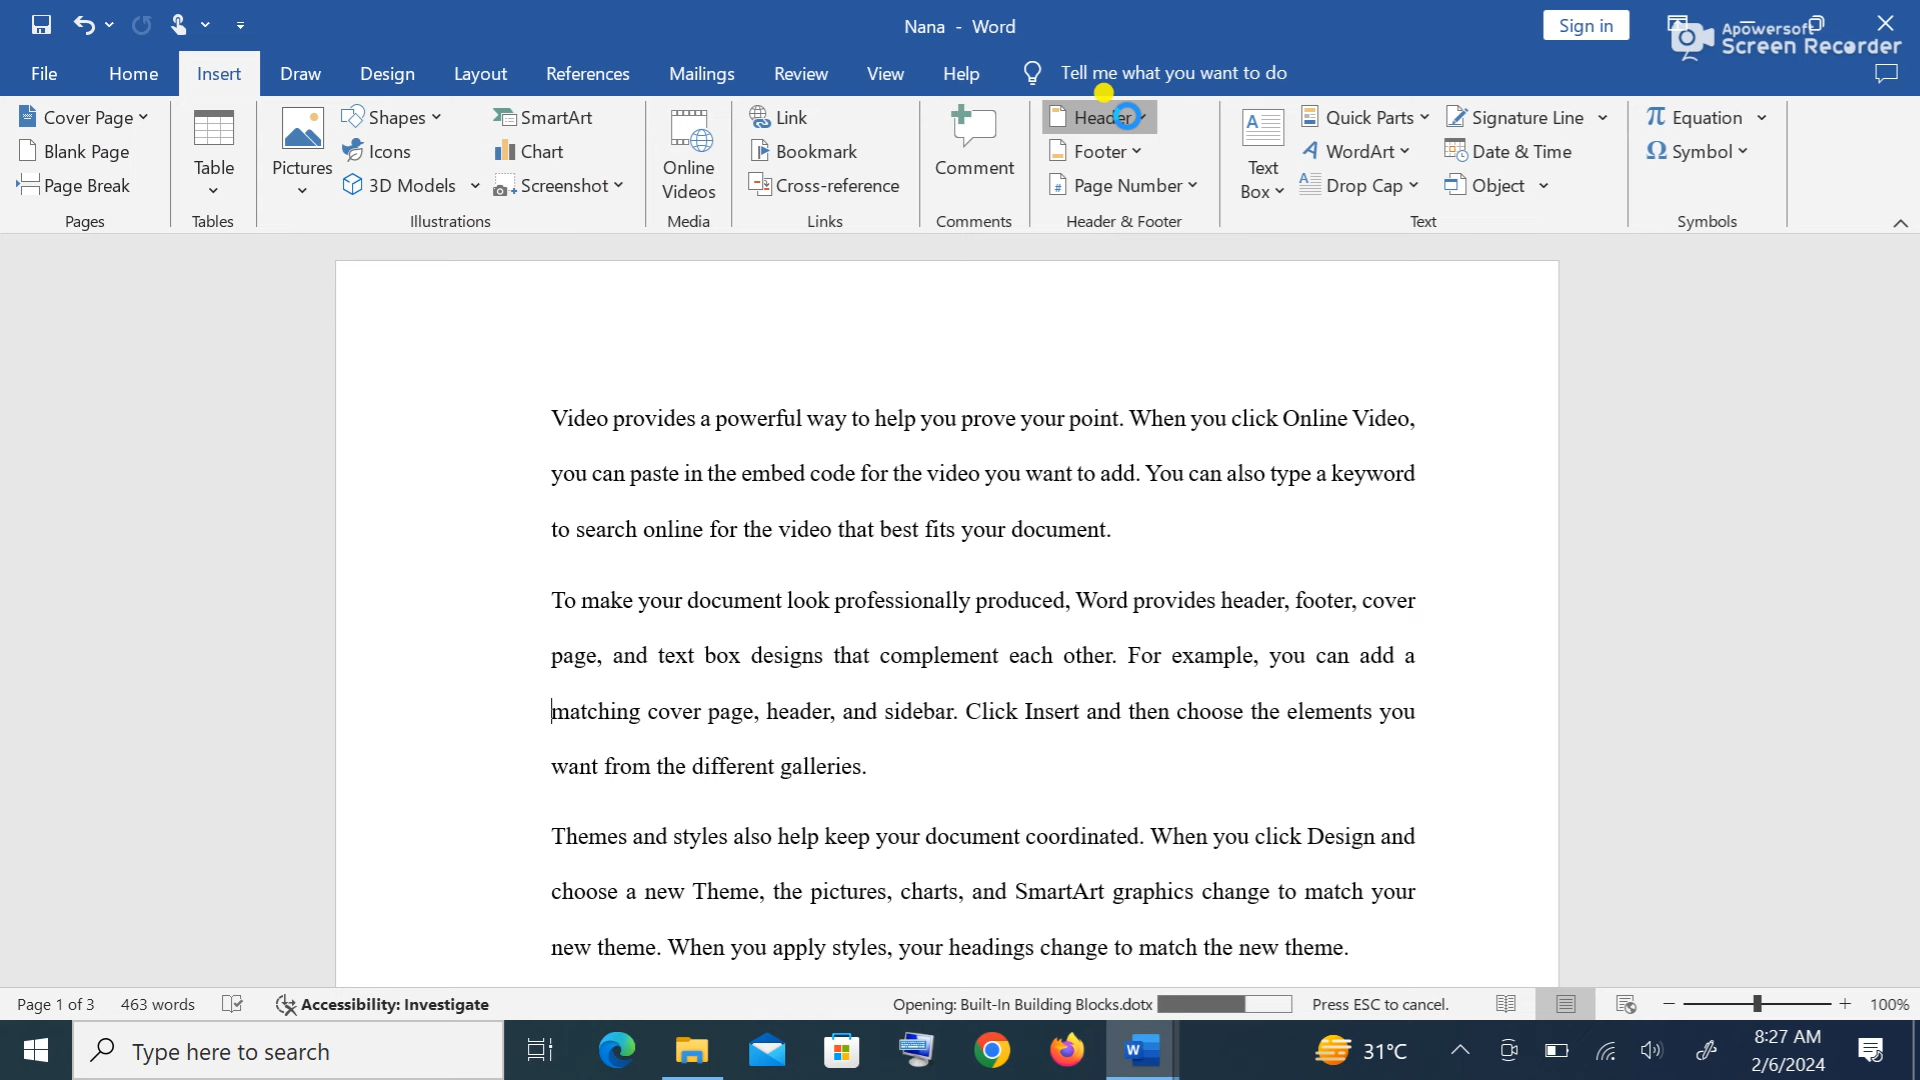 Nana - Word
Sign in
Apowersoft
Screen Recorder
File Home Insert Draw Design Layout References Mailings Review View Help Tell me what you want to do
Cover Page
Blank Page
Page Break
Pages
Table
Tables
Pictures
Shapes
Icons
3D Models
SmartArt
Chart
Screenshot
Illustrations
Online
Videos
Media
Link
Bookmark
Cross-reference
Links
Comment
Comments
Header
Footer
Page Number
Header & Footer
Text
Box
Quick Parts
WordArt
Drop Cap
Signature Line
Date & Time
Object
Text
Equation
Symbol
Symbols
Video provides a powerful way to help you prove your point. When you click Online Video,
you can paste in the embed code for the video you want to add. You can also type a keyword
to search online for the video that best fits your document.
To make your document look professionally produced, Word provides header, footer, cover
page, and text box designs that complement each other. For example, you can add a
matching cover page, header, and sidebar. Click Insert and then choose the elements you
want from the different galleries.
Themes and styles also help keep your document coordinated. When you click Design and
choose a new Theme, the pictures, charts, and SmartArt graphics change to match your
new theme. When you apply styles, your headings change to match the new theme.
Page 1 of 3 463 words Accessibility: Investigate Opening: Built-In Building Blocks.dotx Press ESC to cancel. 100%
Type here to search
31°C
8:27 AM
2/6/2024